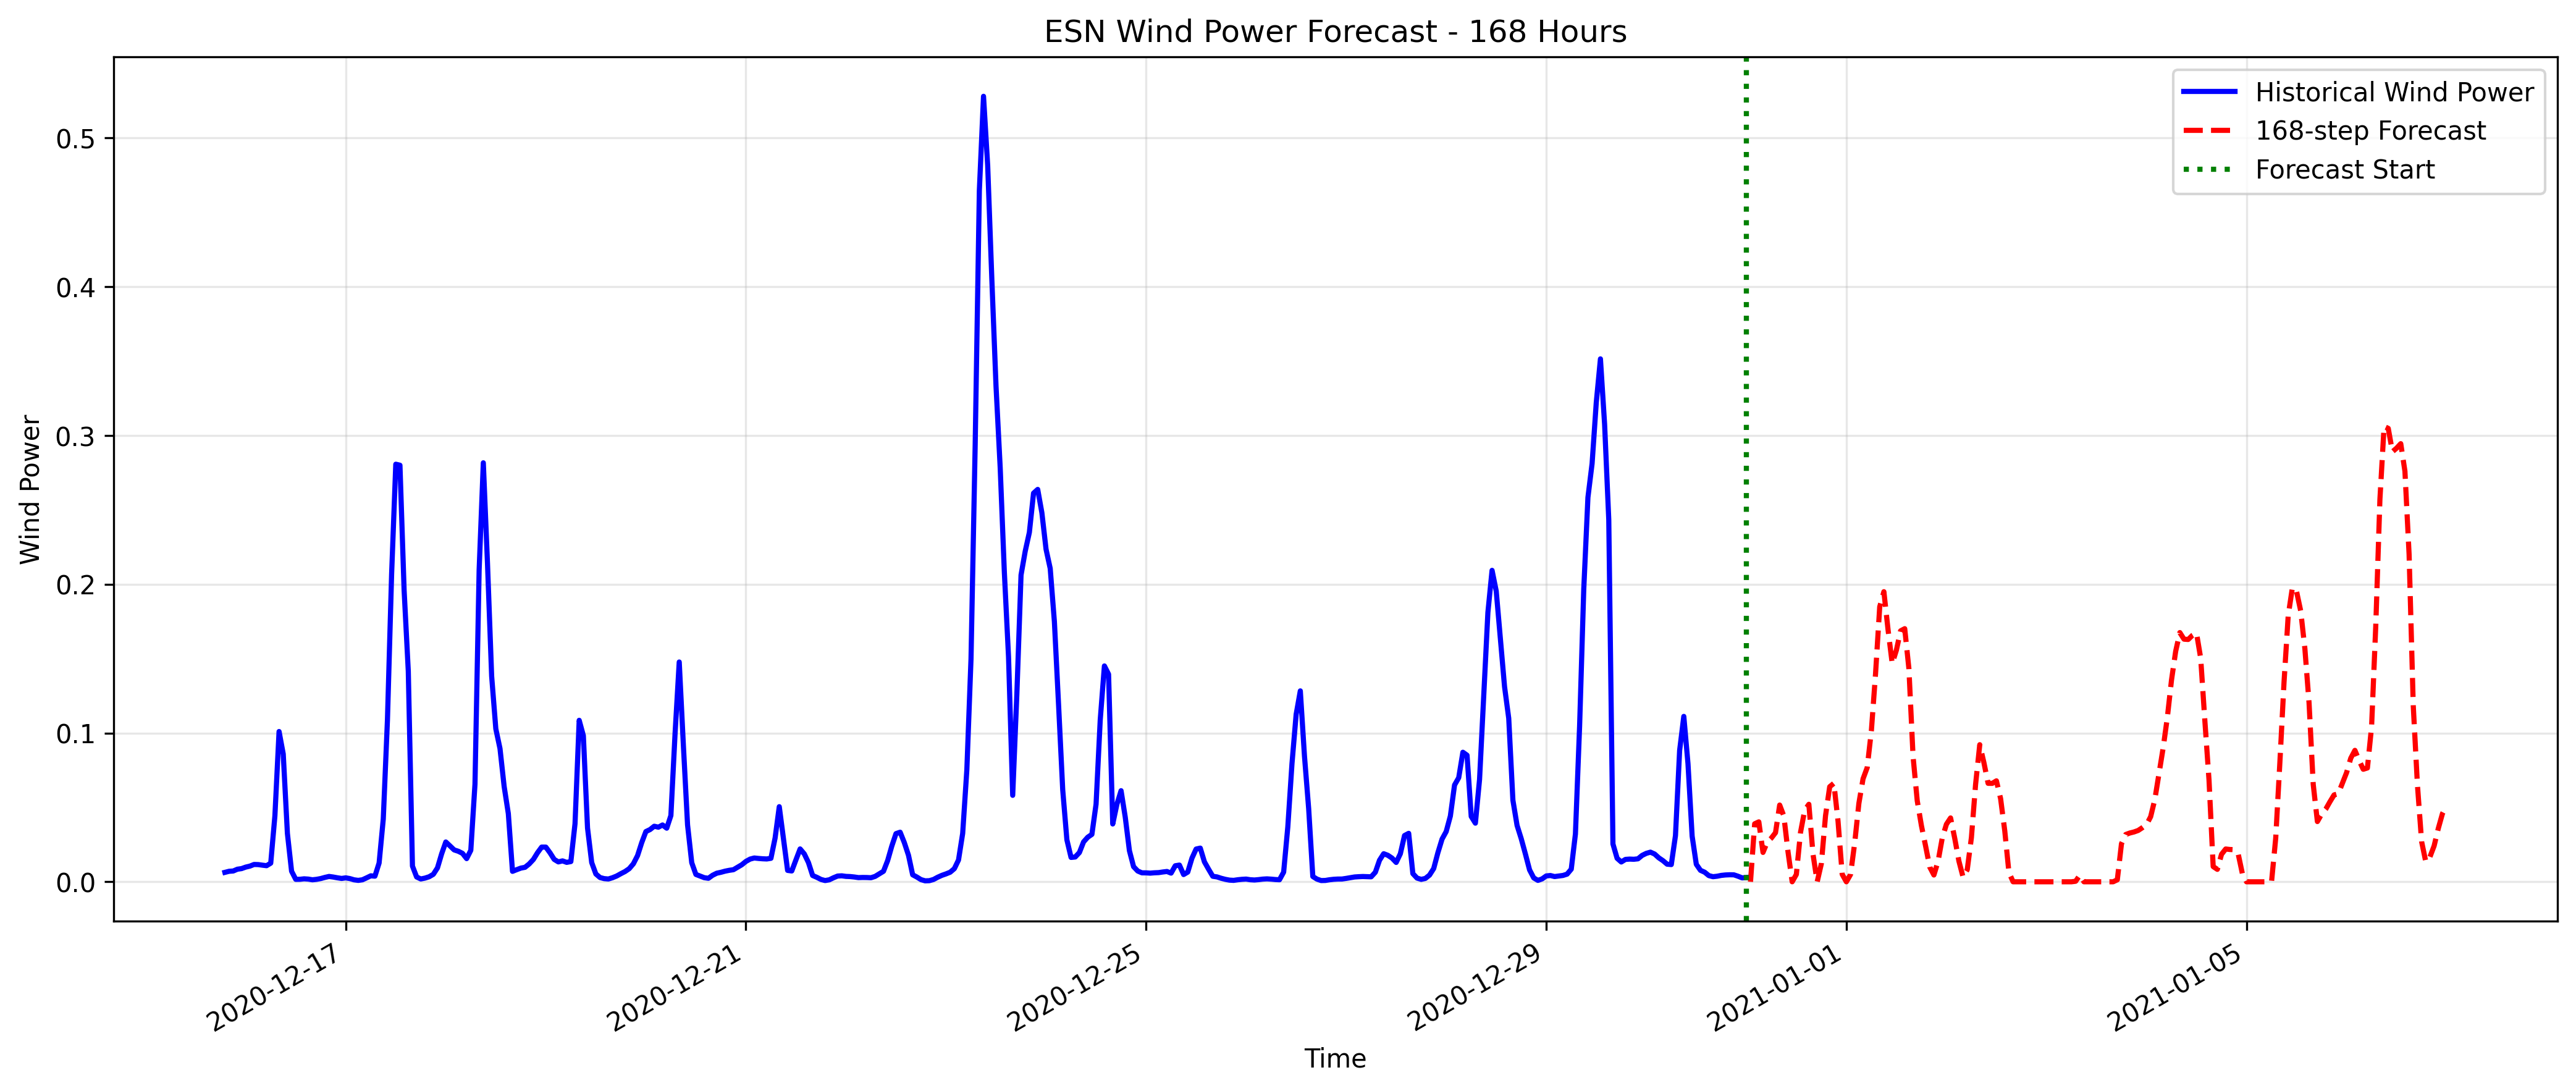 ESN Wind Power Forecast - 168 Hours
Historical Wind Power
168-step Forecast
Forecast Start
Wind Power
0.5
0.4
0.3
0.2
0.1
0.0
2020-12-17
2020-12-21
2020-12-25
2020-12-29
2021-01-01
2021-01-05
Time